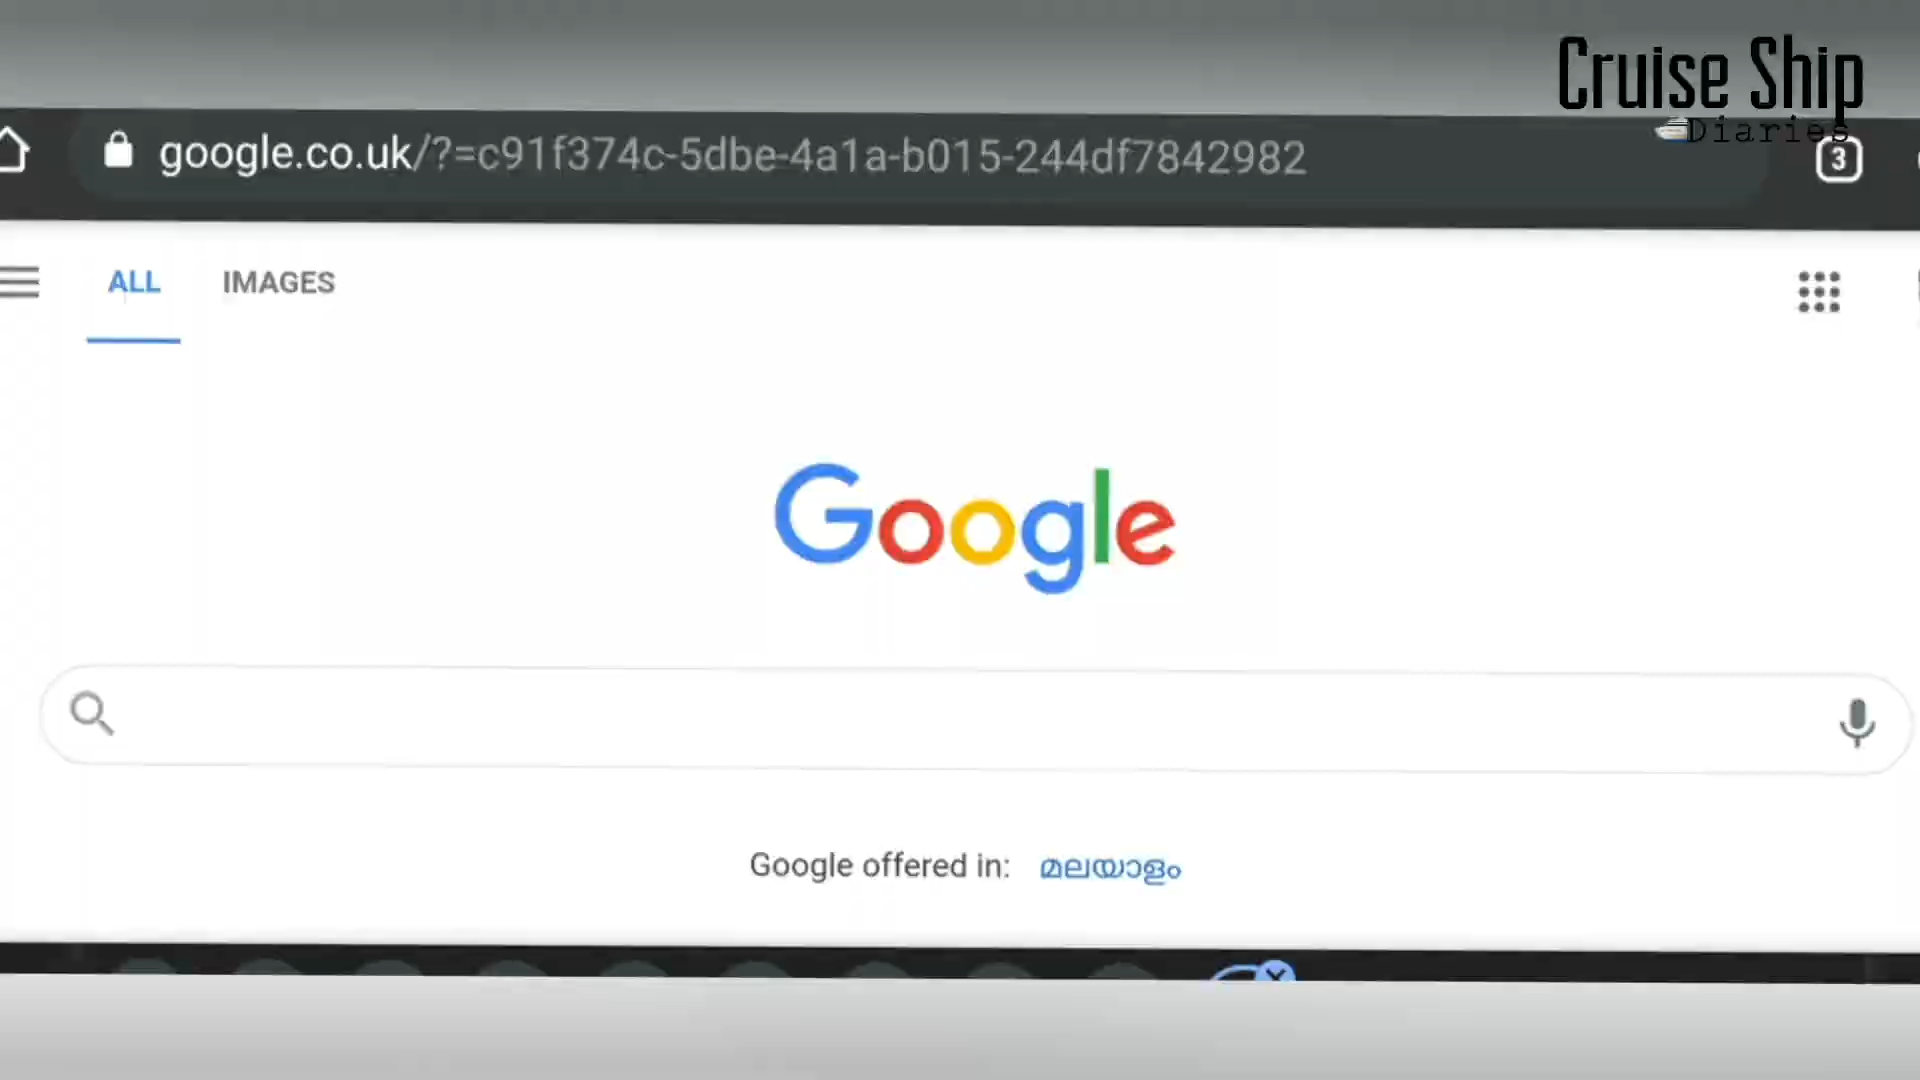 Cruise Ship
Diaries
google.co.uk/?=c91f374c-5dbe-4a1a-b015-244df7842982
3
ALL IMAGES
Google
Google offered in: മലയാളം